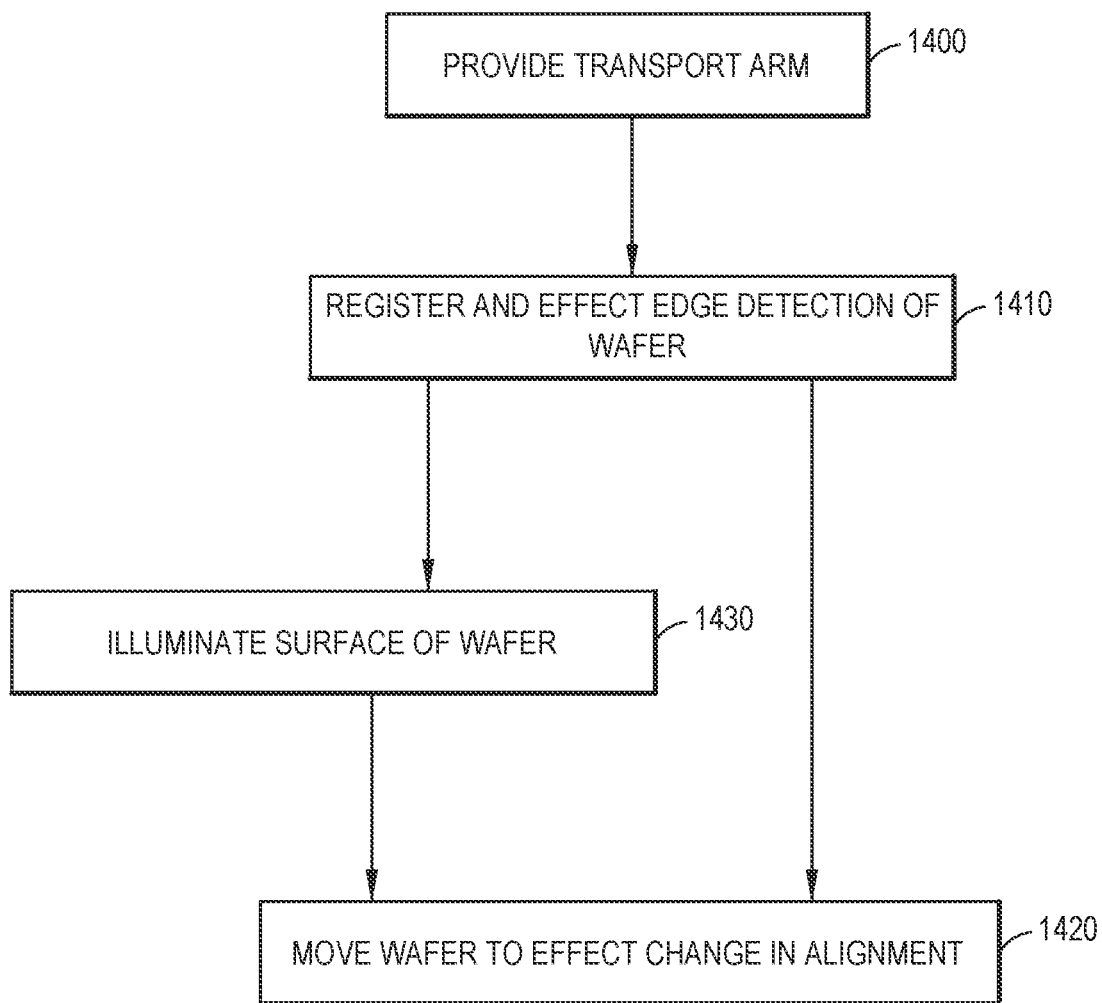 PROVIDE TRANSPORT ARM
1400
REGISTER AND EFFECT EDGE DETECTION OF
WAFER
1410
ILLUMINATE SURFACE OF WAFER
1430
MOVE WAFER TO EFFECT CHANGE IN ALIGNMENT
1420